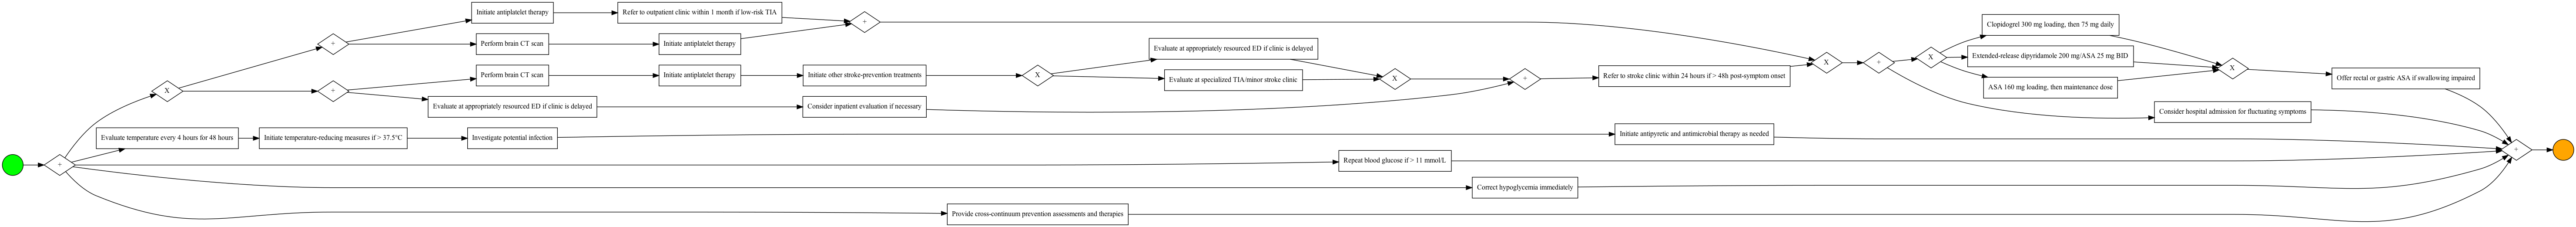 Initiate antiplatelet therapy
Refer to outpatient clinic within 1 month if low-risk TIA
+
Clopidogrel 300 mg loading, then 75 mg daily
+
Perform brain CT scan
Initiate antiplatelet therapy
Evaluate at appropriately resourced ED if clinic is delayed
X
Extended-release dipyridamole 200 mg/ASA 25 mg BID
X
+
X
Perform brain CT scan
Initiate antiplatelet therapy
Initiate other stroke-prevention treatments
X
Evaluate at specialized TIA/minor stroke clinic
X
+
Refer to stroke clinic within 24 hours if > 48h post-symptom onset
ASA 160 mg loading, then maintenance dose
X
Offer rectal or gastric ASA if swallowing impaired
X
+
Evaluate at appropriately resourced ED if clinic is delayed
Consider inpatient evaluation if necessary
Consider hospital admission for fluctuating symptoms
Evaluate temperature every 4 hours for 48 hours
Initiate temperature-reducing measures if > 37.5°C
Investigate potential infection
Initiate antipyretic and antimicrobial therapy as needed
+
Repeat blood glucose if > 11 mmol/L
+
Correct hypoglycemia immediately
Provide cross-continuum prevention assessments and therapies